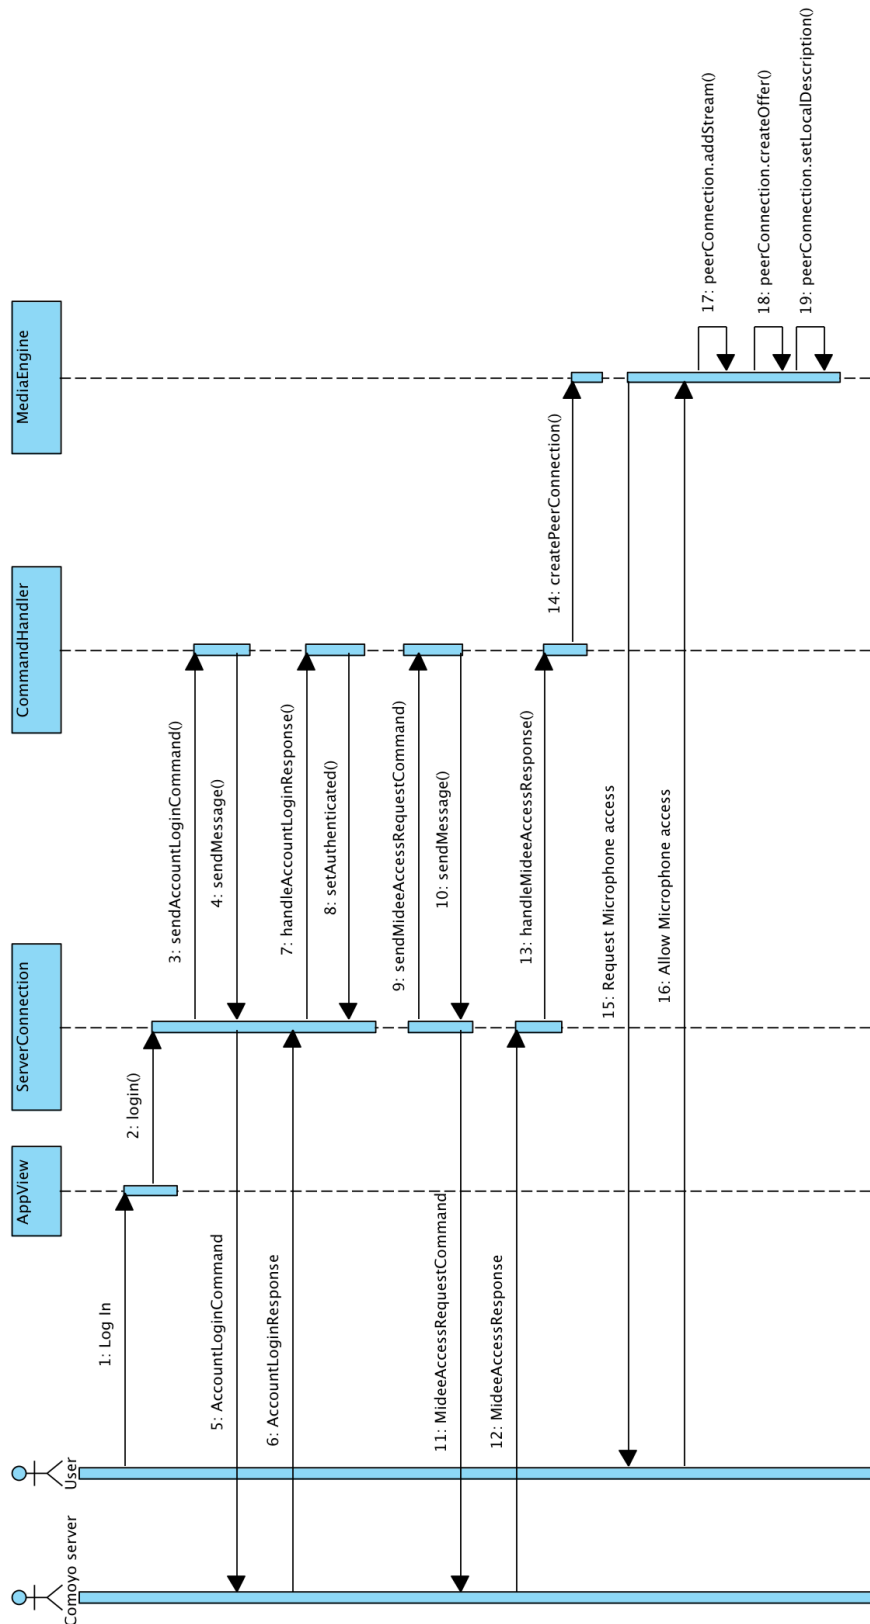 Comoyo server
User
AppView
ServerConnection
CommandHandler
MediaEngine
1: Log In
2: login()
3: sendAccountLoginCommand()
4: sendMessage()
5: AccountLoginCommand
6: AccountLoginResponse
7: handleAccountLoginResponse()
8: setAuthenticated()
9: sendMideeAccessRequestCommand)
10: sendMessage()
11: MideeAccessRequestCommand
12: MideeAccessResponse
13: handleMideeAccessResponse()
14: createPeerConnection()
15: Request Microphone access
16: Allow Microphone access
17: peerConnection.addStream()
18: peerConnection.createOffer()
19: peerConnection.setLocalDescription()